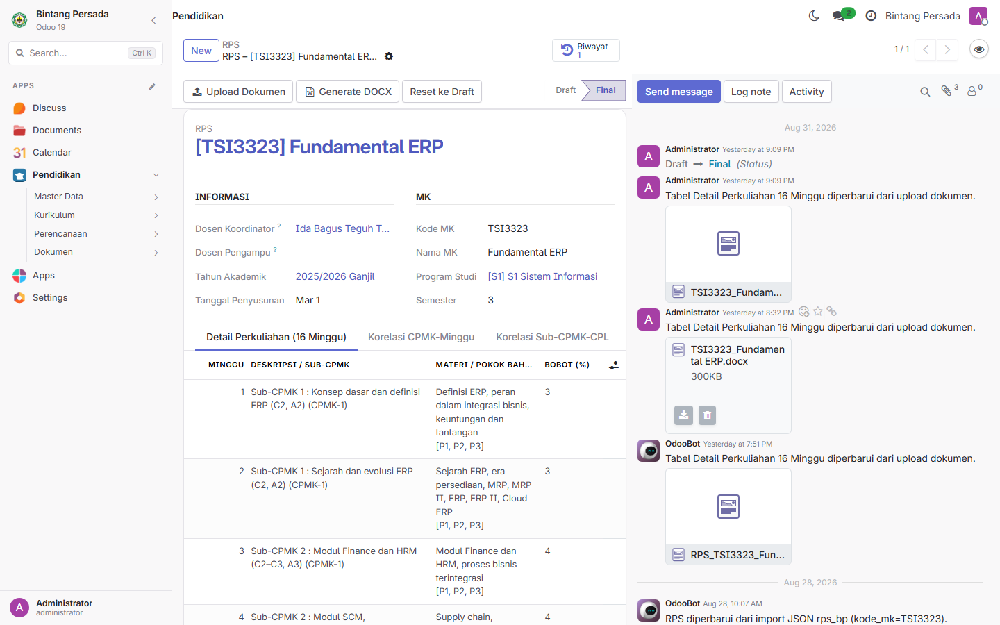 Bintang Persada
Odoo 19
Search...
Ctrl K
APPS
Discuss
Documents
31 Calendar
Pendidikan
Master Data
Kurikulum
Perencanaan
Dokumen
Apps
Settings
A
Administrator
administrator
Pendidikan
2
Bintang Persada
A
New
RPS
RPS – [TSI3323] Fundamental ER...
Riwayat
1
1 / 1
Upload Dokumen
Generate DOCX
Reset ke Draft
Draft
Final
RPS
[TSI3323] Fundamental ERP
INFORMASI
Dosen Koordinator ?
Ida Bagus Teguh T...
Dosen Pengampu ?
Tahun Akademik
2025/2026 Ganjil
Tanggal Penyusunan
Mar 1
MK
Kode MK
TSI3323
Nama MK
Fundamental ERP
Program Studi
[S1] S1 Sistem Informasi
Semester
3
Detail Perkuliahan (16 Minggu)
Korelasi CPMK-Minggu
Korelasi Sub-CPMK-CPL
MINGGU
DESKRIPSI / SUB-CPMK
MATERI / POKOK BAH...
BOBOT (%)
1
Sub-CPMK 1 : Konsep dasar dan definisi
ERP (C2, A2) (CPMK-1)
Definisi ERP, peran
dalam integrasi bisnis,
keuntungan dan
tantangan
[P1, P2, P3]
3
2
Sub-CPMK 1 : Sejarah dan evolusi ERP
(C2, A2) (CPMK-1)
Sejarah ERP, era
persediaan, MRP, MRP
II, ERP, ERP II, Cloud
ERP
[P1, P2, P3]
3
3
Sub-CPMK 2 : Modul Finance dan HRM
(C2–C3, A3) (CPMK-1)
Modul Finance dan
HRM, proses bisnis
terintegrasi
[P1, P2, P3]
4
4
Sub-CPMK 2 : Modul SCM,
Supply chain,
4
Send message
Log note
Activity
3
0
Aug 31, 2026
A
Administrator Yesterday at 9:09 PM
Draft → Final (Status)
A
Administrator Yesterday at 9:09 PM
Tabel Detail Perkuliahan 16 Minggu diperbarui dari upload dokumen.
TSI3323_Fundam...
A
Administrator Yesterday at 8:32 PM
Tabel Detail Perkuliahan 16 Minggu diperbarui dari upload dokumen.
TSI3323_Fundamen
tal ERP.docx
300KB
OdooBot Yesterday at 7:51 PM
Tabel Detail Perkuliahan 16 Minggu diperbarui dari upload dokumen.
RPS_TSI3323_Fun...
Aug 28, 2026
OdooBot Aug 28, 10:07 AM
RPS diperbarui dari import JSON rps_bp (kode_mk=TSI3323).